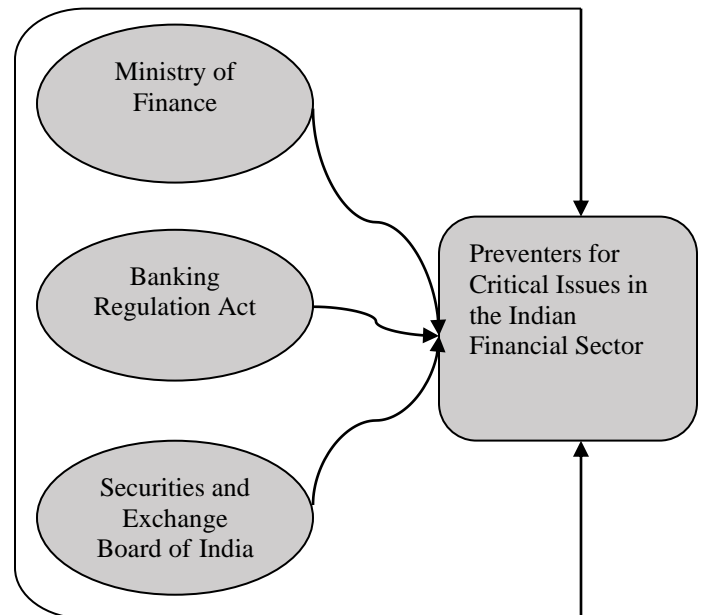 Ministry of
Finance
Banking
Regulation Act
Securities and
Exchange
Board of India
Preventers for
Critical Issues in
the Indian
Financial Sector